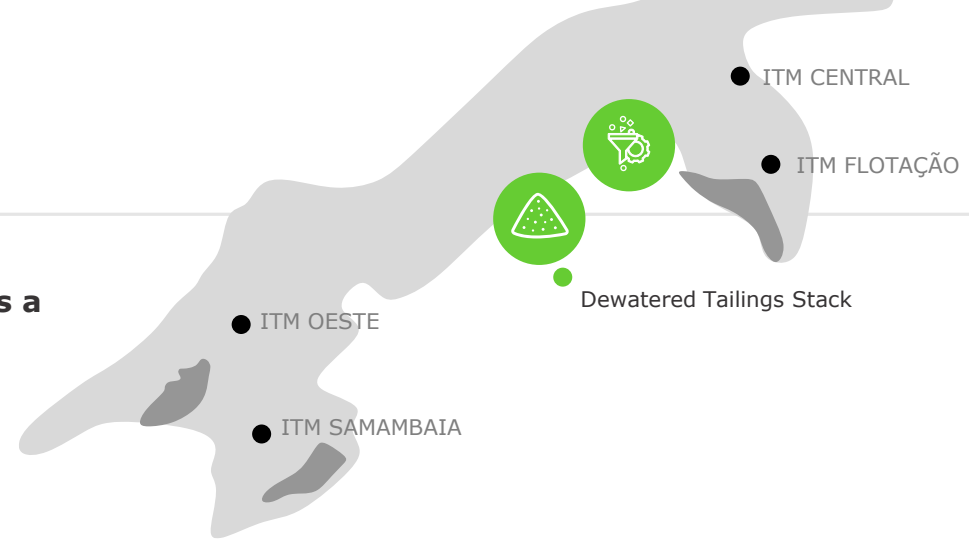 ITM CENTRAL
ITM FLOTAÇÃO
s a
Dewatered Tailings Stack
ITM OESTE
ITM SAMAMBAIA